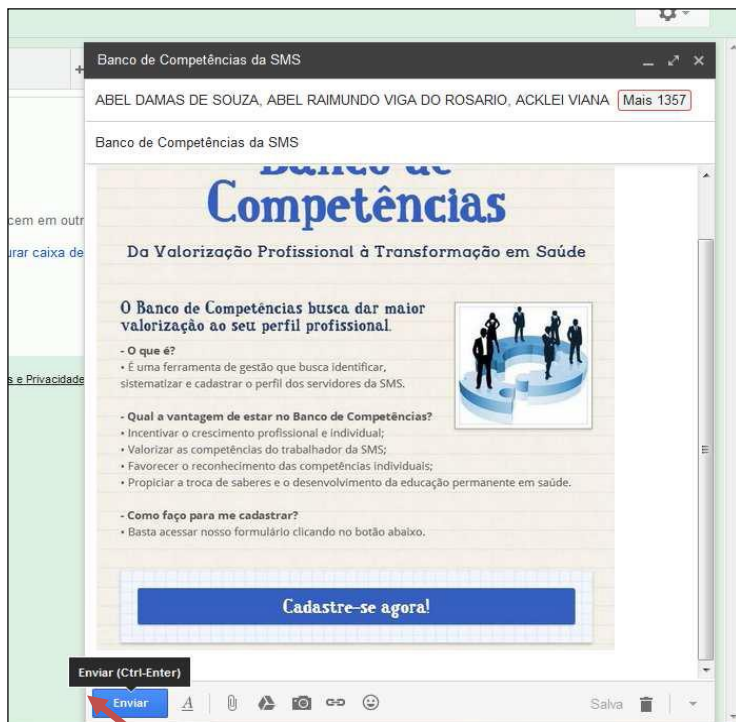 Banco de Competências da SMS
ABEL DAMAS DE SOUZA, ABEL RAIMUNDO VIGA DO ROSARIO, ACKLEI VIANA Mais 1357
Banco de Competências da SMS
Banco de
Competências
Da Valorização Profissional à Transformação em Saúde
O Banco de Competências busca dar maior
valorização ao seu perfil profissional.
- O que é?
• É uma ferramenta de gestão que busca identificar,
sistematizar e cadastrar o perfil dos servidores da SMS.
- Qual a vantagem de estar no Banco de Competências?
• Incentivar o crescimento profissional e individual;
• Valorizar as competências do trabalhador da SMS;
• Favorecer o reconhecimento das competências individuais;
• Propiciar a troca de saberes e o desenvolvimento da educação permanente em saúde.
- Como faço para me cadastrar?
• Basta acessar nosso formulário clicando no botão abaixo.
Cadastre-se agora!
cem em outr
urar caixa de
s e Privacidade
Enviar (Ctrl-Enter)
Enviar A Salva